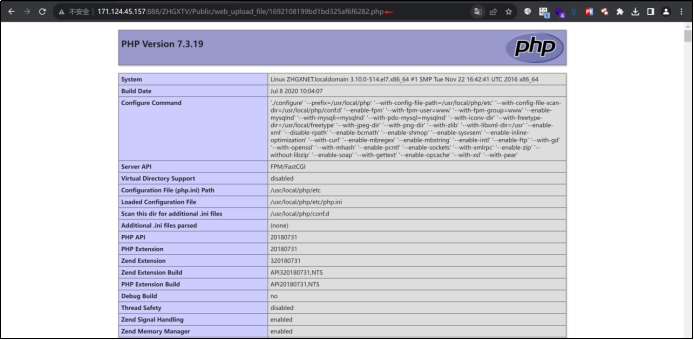 不安全 | 171.124.45.157:888/ZHGXTV/Public/web_upload_file/1692108199bd1bd325af6f6282.php
PHP Version 7.3.19
php
System Linux ZHGXNET.localdomain 3.10.0-514.el7.x86_64 #1 SMP Tue Nov 22 16:42:41 UTC 2016 x86_64
Build Date Jul 8 2020 10:04:07
Configure Command './configure' '--prefix=/usr/local/php' '--with-config-file-path=/usr/local/php/etc' '--with-config-file-scan-
dir=/usr/local/php/conf.d' '--enable-fpm' '--with-fpm-user=www' '--with-fpm-group=www' '--enable-
mysqlnd' '--with-mysqli=mysqlnd' '--with-pdo-mysql=mysqlnd' '--with-iconv-dir' '--with-freetype-
dir=/usr/local/freetype' '--with-jpeg-dir' '--with-png-dir' '--with-zlib' '--with-libxml-dir=/usr' '--enable-
xml' '--disable-rpath' '--enable-bcmath' '--enable-shmop' '--enable-sysvsem' '--enable-inline-
optimization' '--with-curl' '--enable-mbregex' '--enable-mbstring' '--enable-intl' '--enable-ftp' '--with-gd'
'--with-openssl' '--with-mhash' '--enable-pcntl' '--enable-sockets' '--with-xmlrpc' '--enable-zip' '--
without-libzip' '--enable-soap' '--with-gettext' '--enable-opcache' '--with-xsl' '--with-pear'
Server API FPM/FastCGI
Virtual Directory Support disabled
Configuration File (php.ini) Path /usr/local/php/etc
Loaded Configuration File /usr/local/php/etc/php.ini
Scan this dir for additional .ini files /usr/local/php/conf.d
Additional .ini files parsed (none)
PHP API 20180731
PHP Extension 20180731
Zend Extension 320180731
Zend Extension Build API320180731,NTS
PHP Extension Build API20180731,NTS
Debug Build no
Thread Safety disabled
Zend Signal Handling enabled
Zend Memory Manager enabled